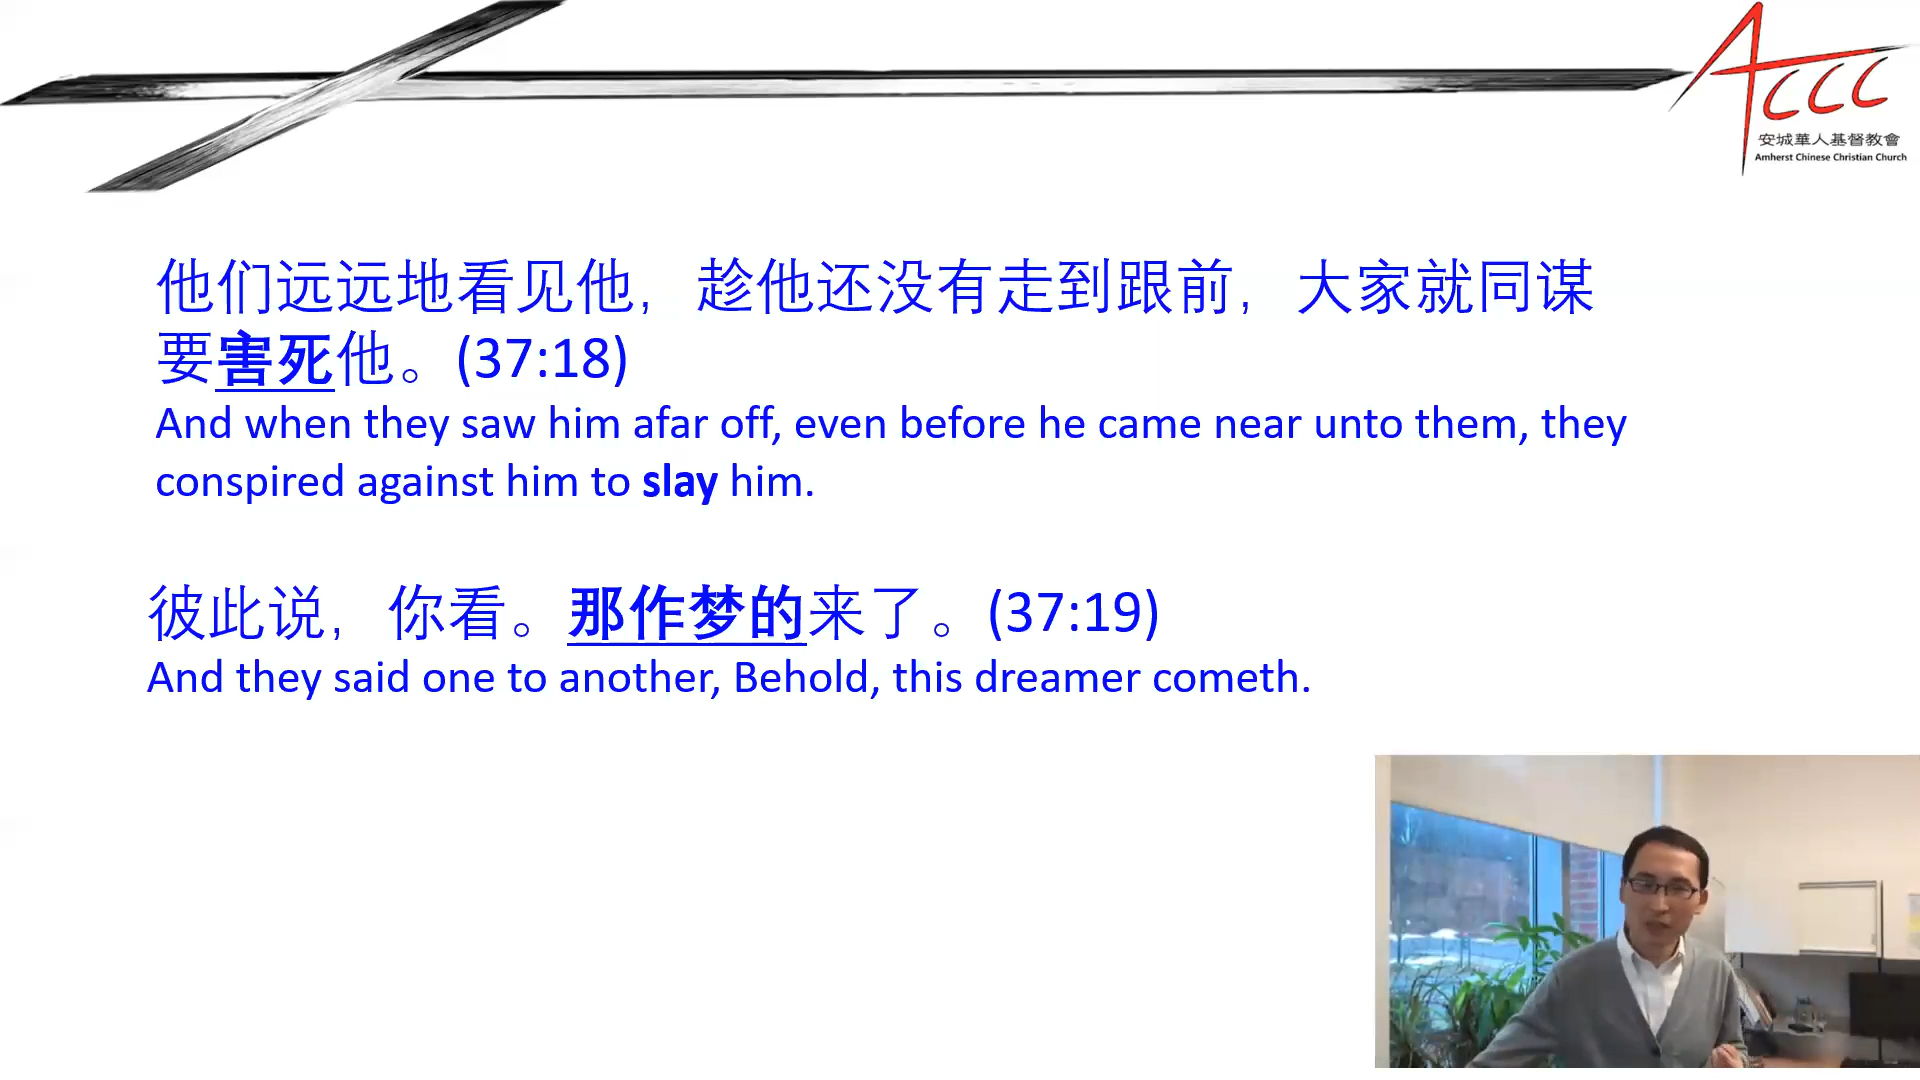 ACCC
安城華人基督教會
Amherst Chinese Christian Church
他们远远地看见他，趁他还没有走到跟前，大家就同谋
要害死他。(37:18)
And when they saw him afar off, even before he came near unto them, they
conspired against him to slay him.
彼此说，你看。那作梦的来了。(37:19)
And they said one to another, Behold, this dreamer cometh.